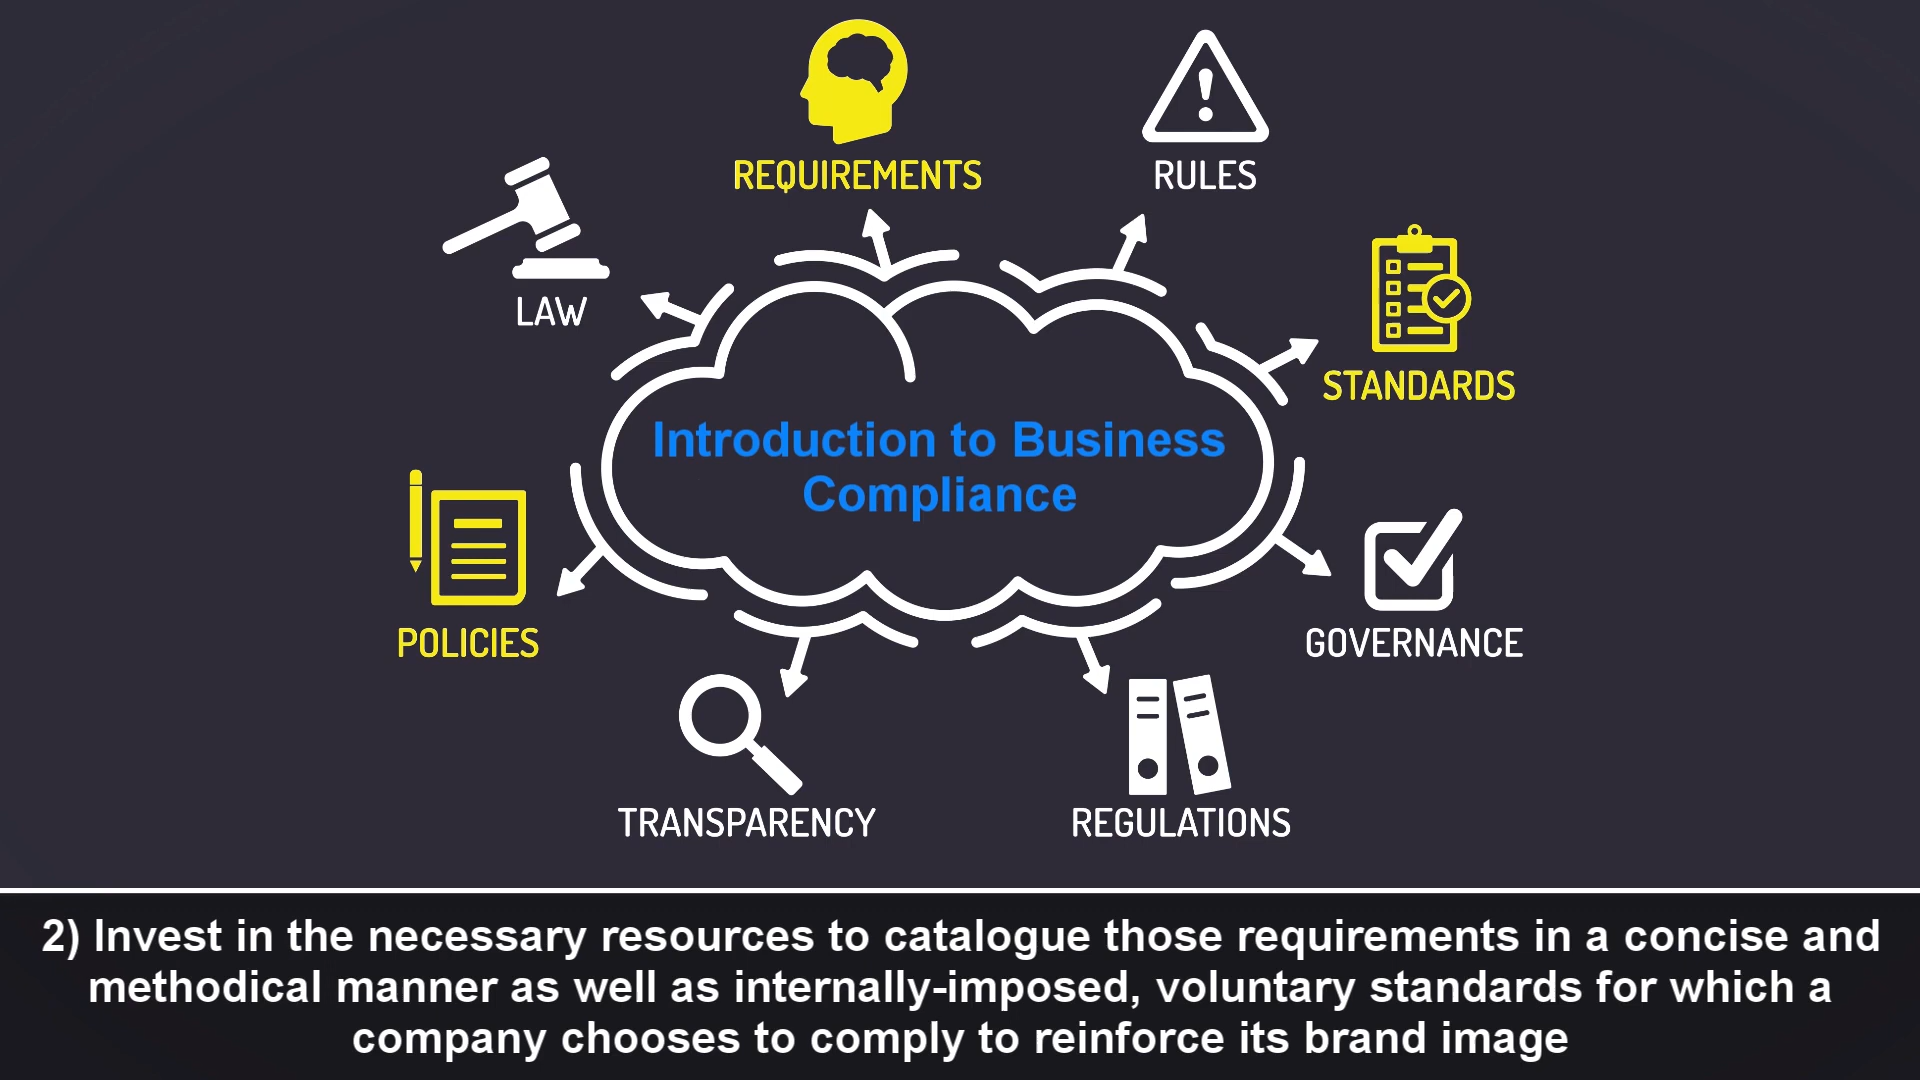 REQUIREMENTS
RULES
LAW
STANDARDS
Introduction to Business
Compliance
POLICIES
GOVERNANCE
TRANSPARENCY
REGULATIONS
2) Invest in the necessary resources to catalogue those requirements in a concise and
methodical manner as well as internally-imposed, voluntary standards for which a
company chooses to comply to reinforce its brand image